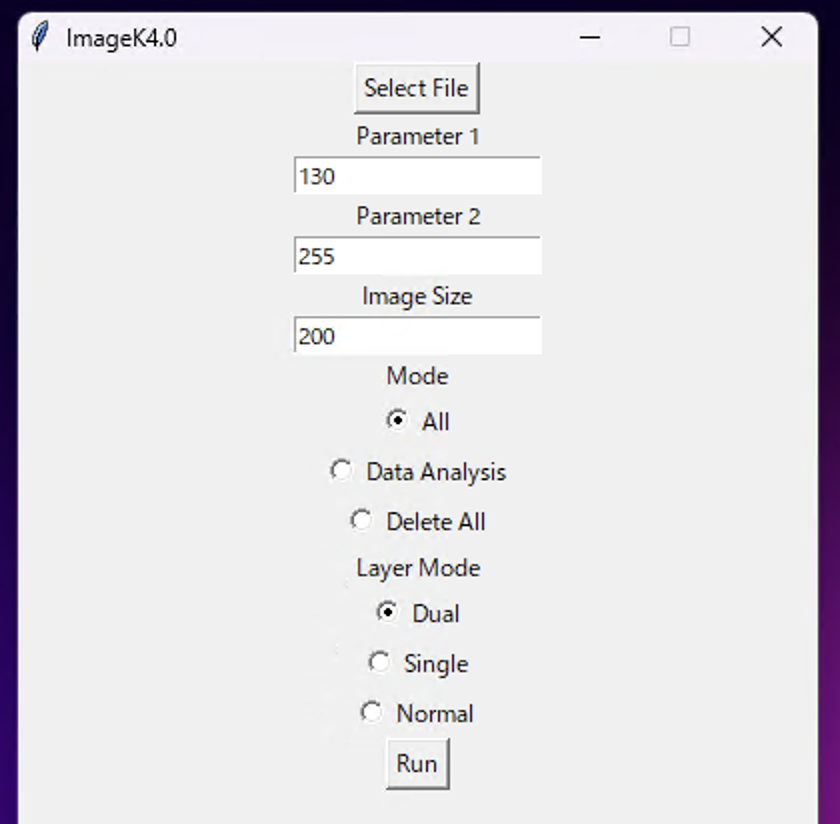 ImageK4.0
Select File
Parameter 1
130
Parameter 2
255
Image Size
200
Mode
All
Data Analysis
Delete All
Layer Mode
Dual
Single
Normal
Run